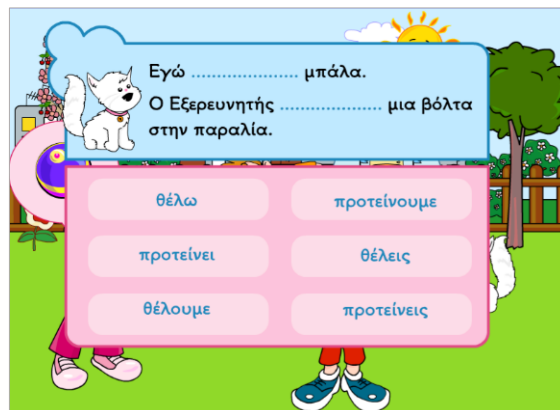 Εγώ ..................... μπάλα.
Ο Εξερευνητής ..................... μια βόλτα
στην παραλία.
θέλω
προτείνουμε
προτείνει
θέλεις
θέλουμε
προτείνεις